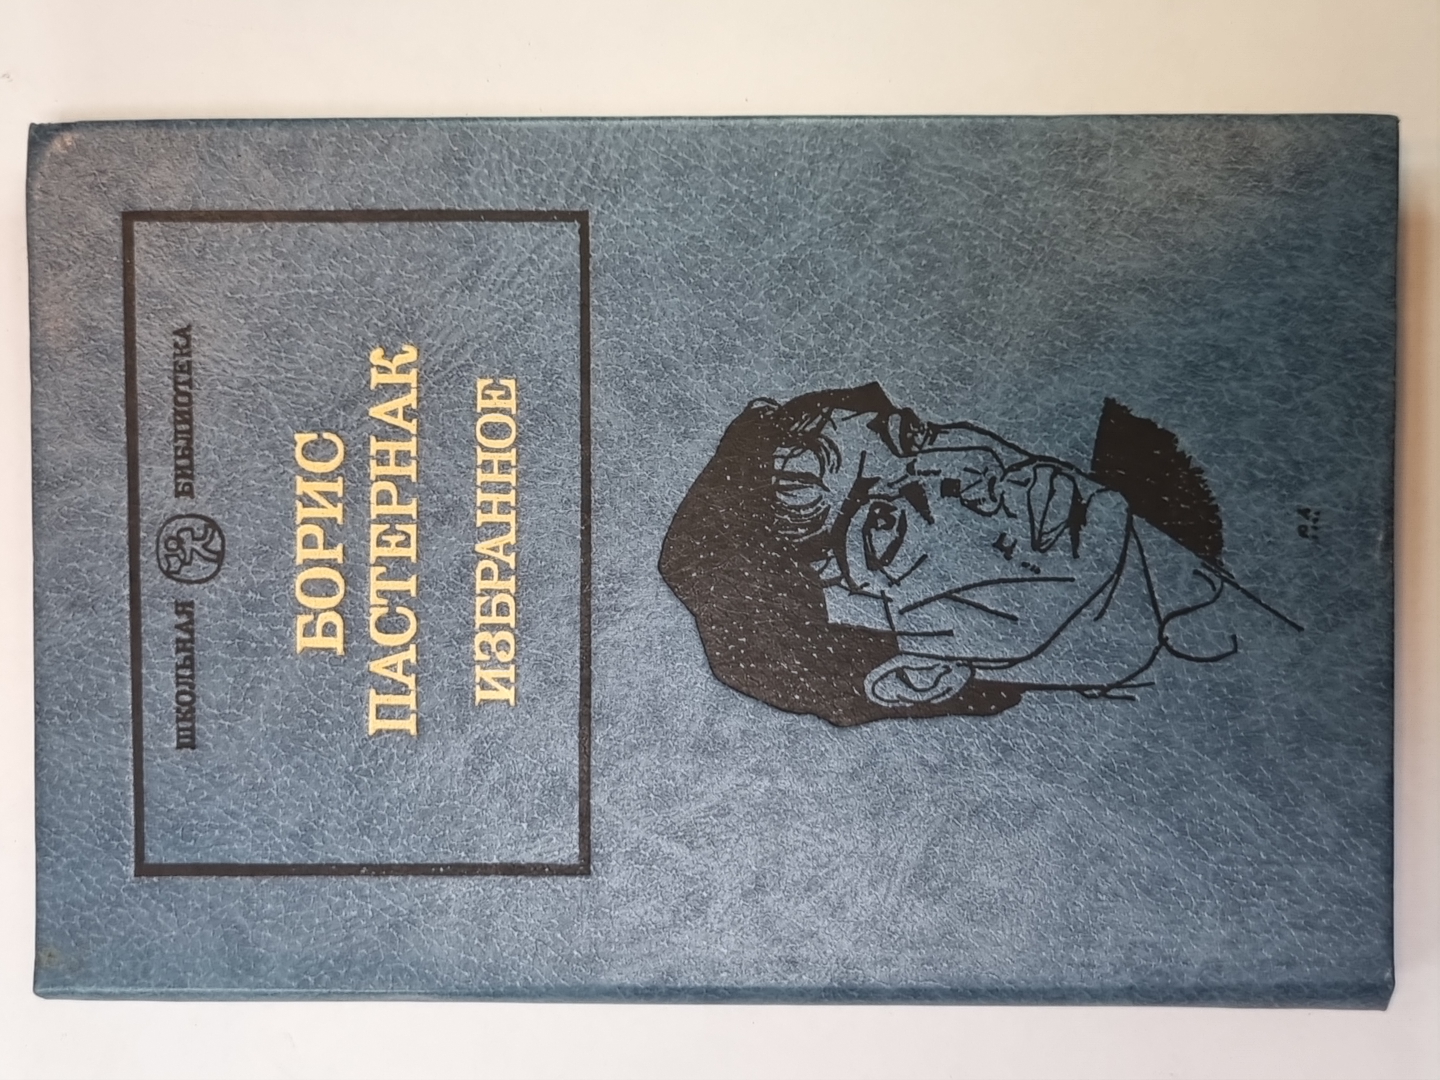 ШКОЛЬНАЯ БИБЛИОТЕКА
БОРИС
ПАСТЕРНАК
ИЗБРАННОЕ